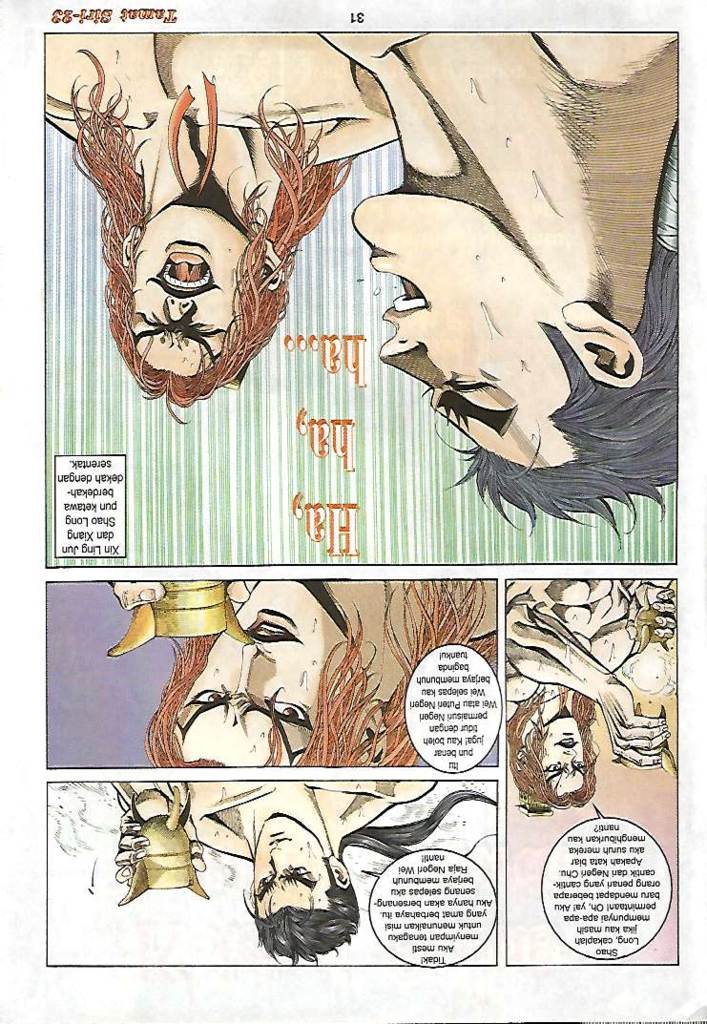 Shao
Long, cakaplah
jika kau masih
mempunyai apa-apa
permintaan! Oh, ya! Aku
baru mendapat beberapa
orang penari yang cantik-
cantik dari Negeri Chu.
Apakah kata biar
aku suruh mereka
menghiburkan kau
nanti?
Tidak!
Aku mesti
menyimpan tenagaku
untuk menunaikan misi
yang amat berbahaya itu.
Aku hanya akan bersenang-
senang selepas aku
berjaya membunuh
Raja Negeri Wei
nanti!
Itu
pun benar
juga! Kau boleh
tidur dengan
permaisuri Negeri
Wei atau Puteri Negeri
Wei selepas kau
berjaya membunuh
baginda
tuanku!
Ha,
ha,
ha...
Xin Ling Jun
dan Xiang
Shao Long
pun ketawa
berdekah-
dekah dengan
serentak.
31
Tamat Siri-23